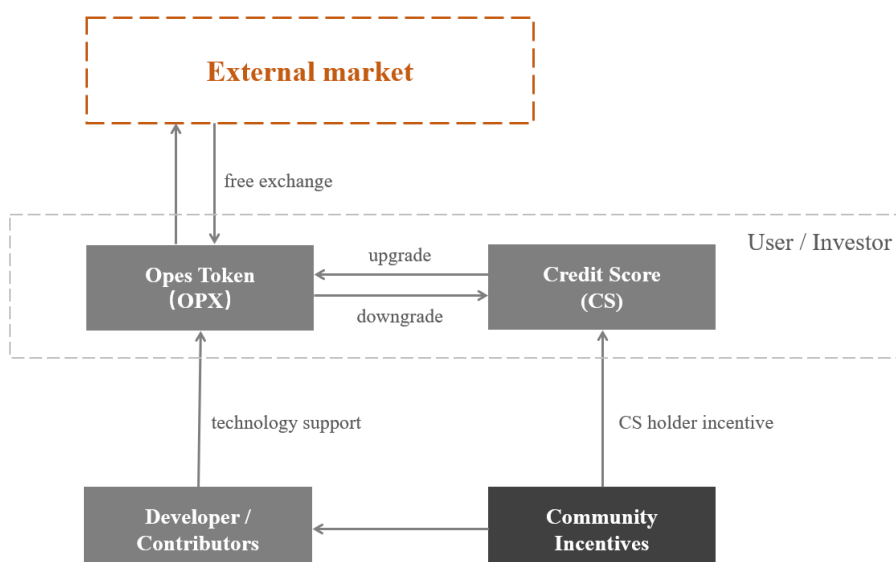 External market
free exchange
User / Investor
Opes Token
（OPX）
upgrade
downgrade
Credit Score
(CS)
technology support
CS holder incentive
Developer /
Contributors
Community
Incentives